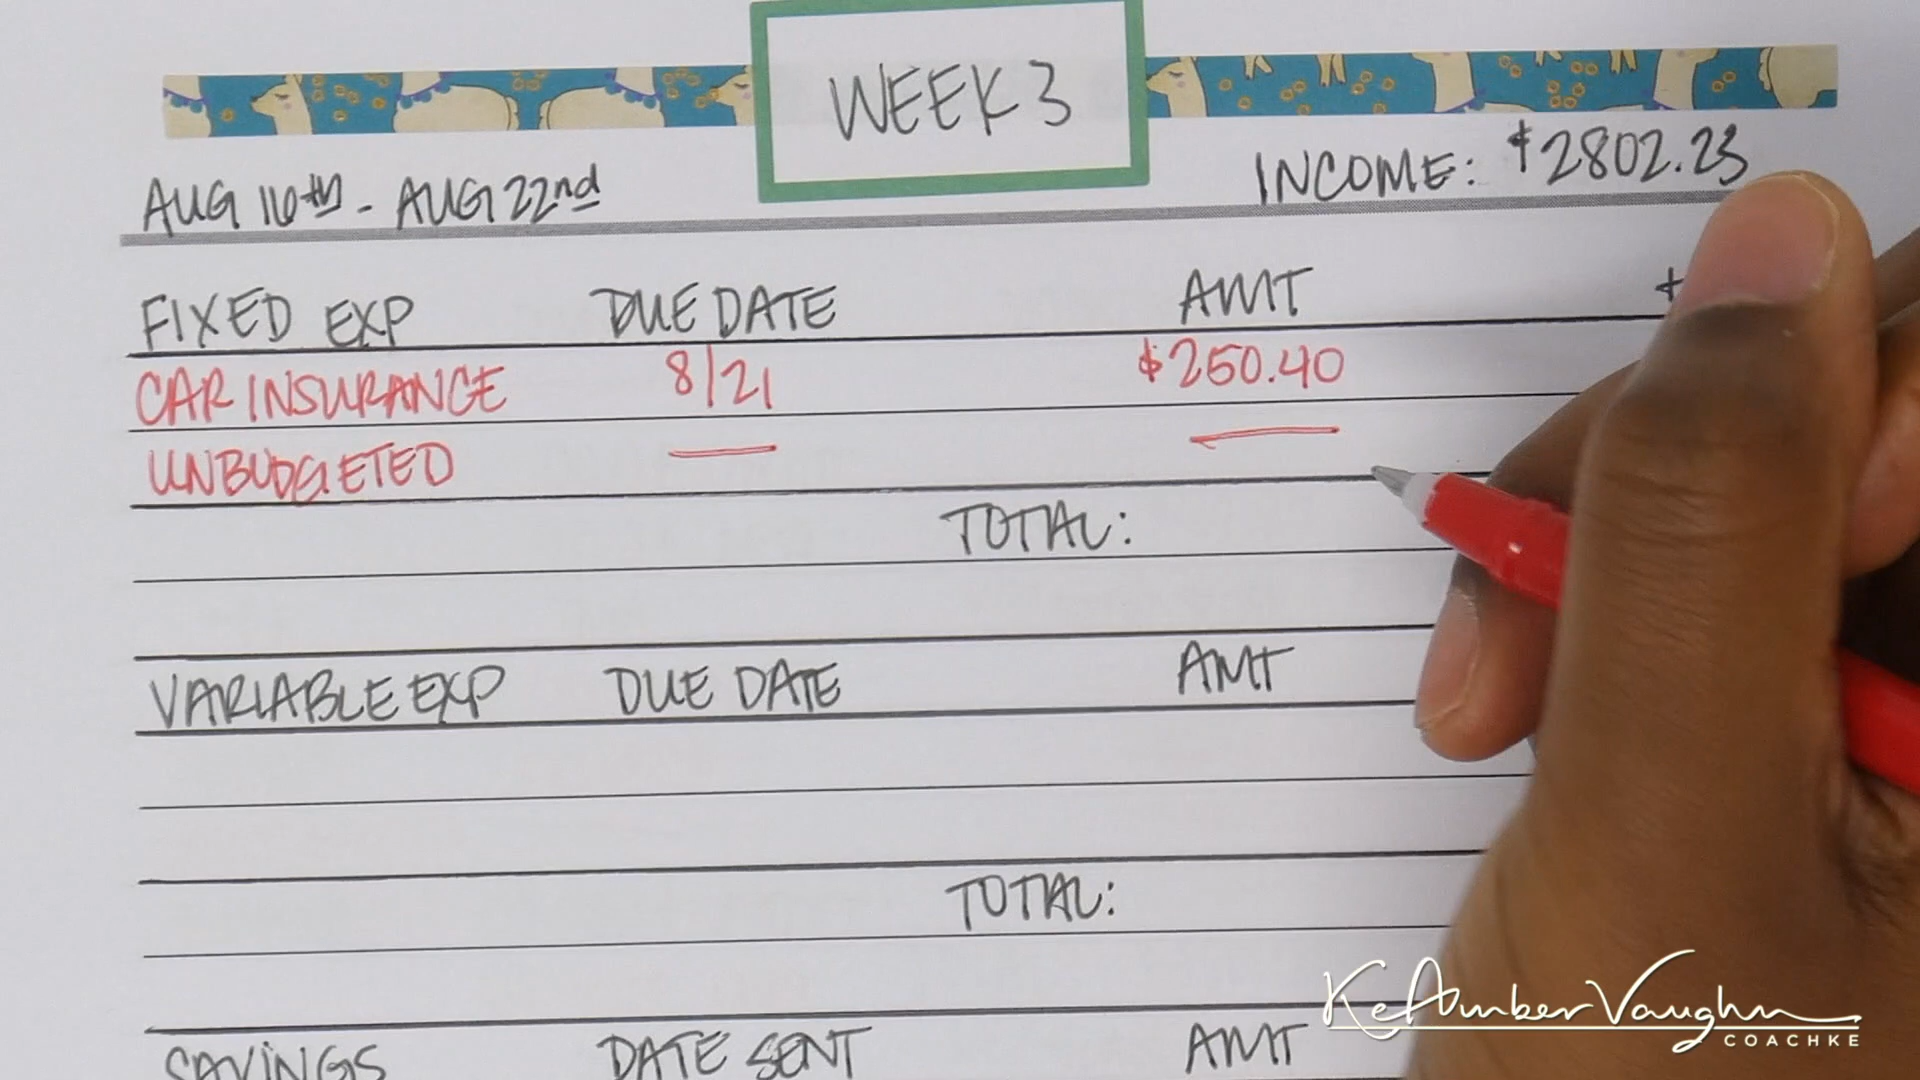 WEEK 3
AUG 16th - AUG 22nd INCOME: $2802.23
FIXED EXP DUE DATE AMT
CAR INSURANCE 8/21 $250.40
UNBUDGETED — —
TOTAL:
VARIABLE EXP DUE DATE AMT
TOTAL:
SAVINGS DATE SENT AMT
KeAmber Vaughn
COACHKE